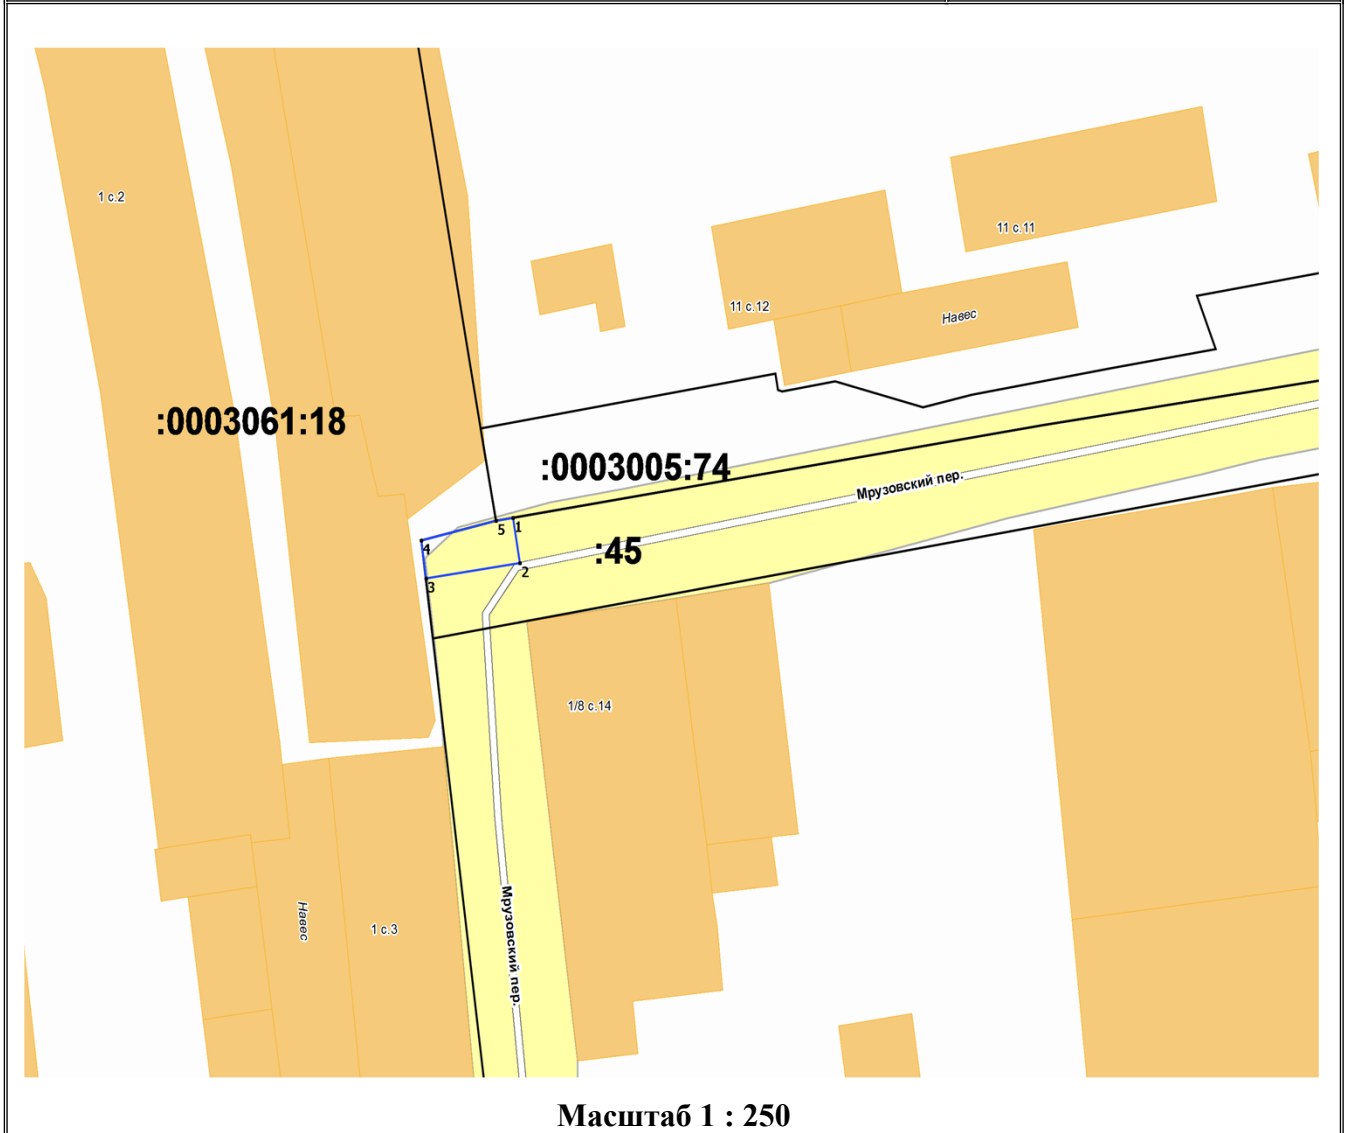 1 с.2
11 с.11
11 с.12
Навес
:0003061:18
:0003005:74
Мрузовский пер.
5
1
4
:45
2
3
1/8 с.14
Навес
1 с.3
Мрузовский пер.
Масштаб 1 : 250